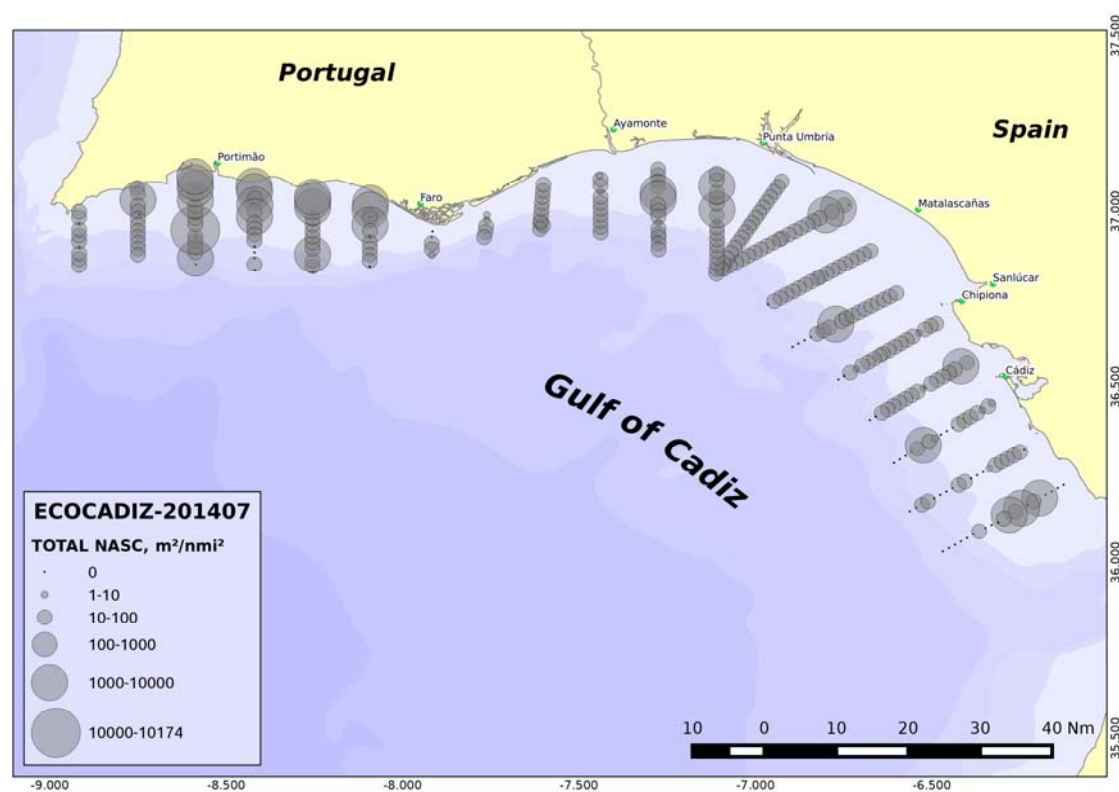 Portugal
Spain
Ayamonte
Punta Umbría
Portimão
Faro
Matalascañas
Sanlúcar
Chipiona
Cádiz
Gulf of Cadiz
ECOCADIZ-201407
TOTAL NASC, m²/nmi²
0
1-10
10-100
100-1000
1000-10000
10000-10174
10 0 10 20 30 40 Nm
-9.000 -8.500 -8.000 -7.500 -7.000 -6.500
37.500
37.000
36.500
36.000
35.500